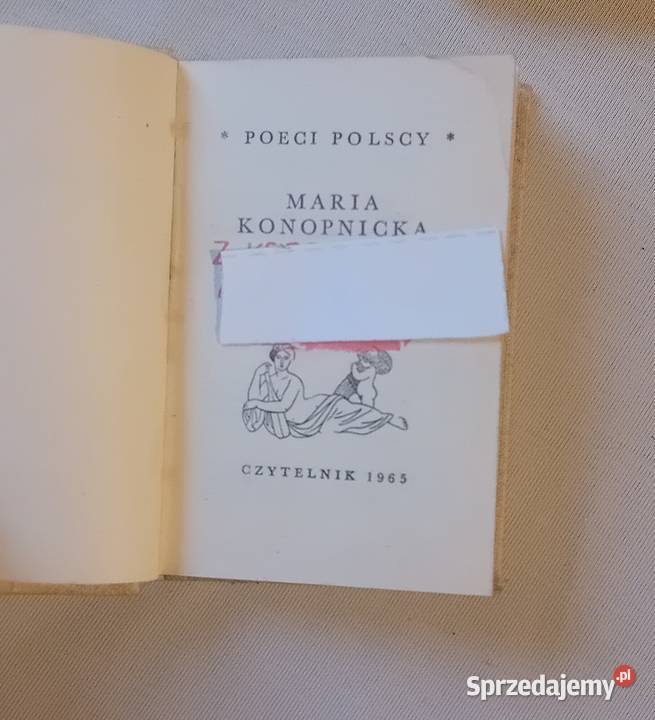 * POECI POLSCY *
MARIA
KONOPNICKA
CZYTELNIK 1965
Sprzedajemy.pl